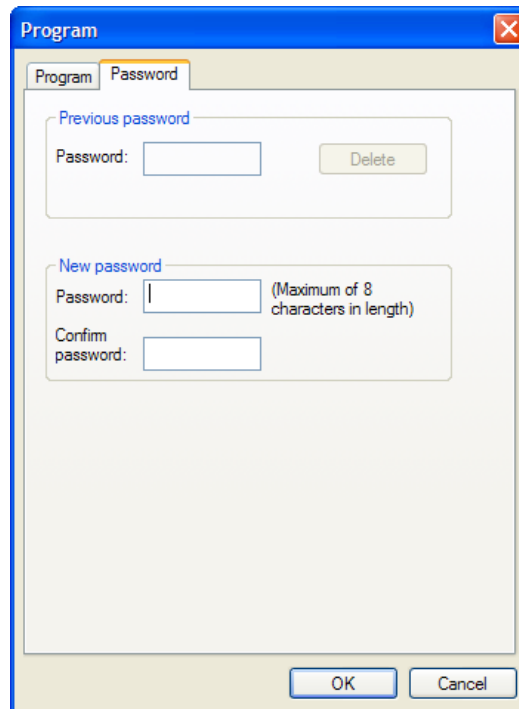 Program
Program Password
Previous password
Password: Delete
New password
Password: (Maximum of 8
characters in length)
Confirm
password:
OK Cancel